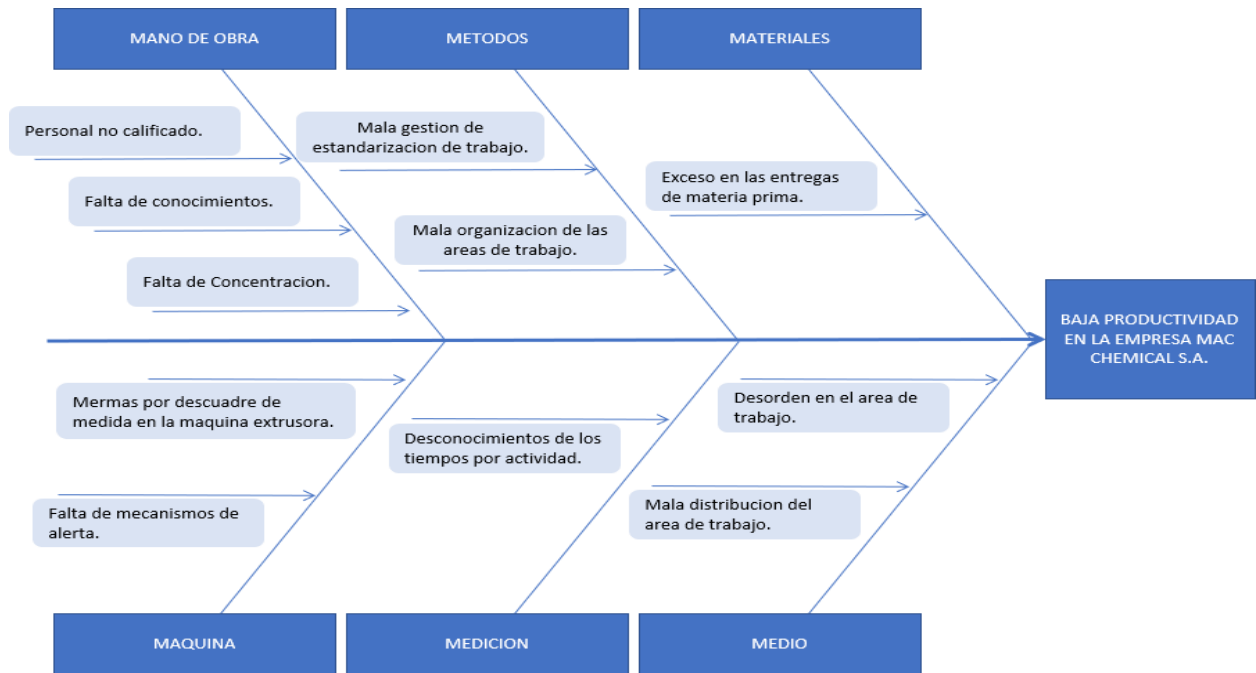 MANO DE OBRA
METODOS
MATERIALES
Personal no calificado.
Mala gestion de
estandarizacion de trabajo.
Exceso en las entregas
de materia prima.
Falta de conocimientos.
Mala organizacion de las
areas de trabajo.
Falta de Concentracion.
BAJA PRODUCTIVIDAD
EN LA EMPRESA MAC
CHEMICAL S.A.
Mermas por descuadre de
medida en la maquina extrusora.
Desconocimientos de los
tiempos por actividad.
Desorden en el area de
trabajo.
Falta de mecanismos de
alerta.
Mala distribucion del
area de trabajo.
MAQUINA
MEDICION
MEDIO